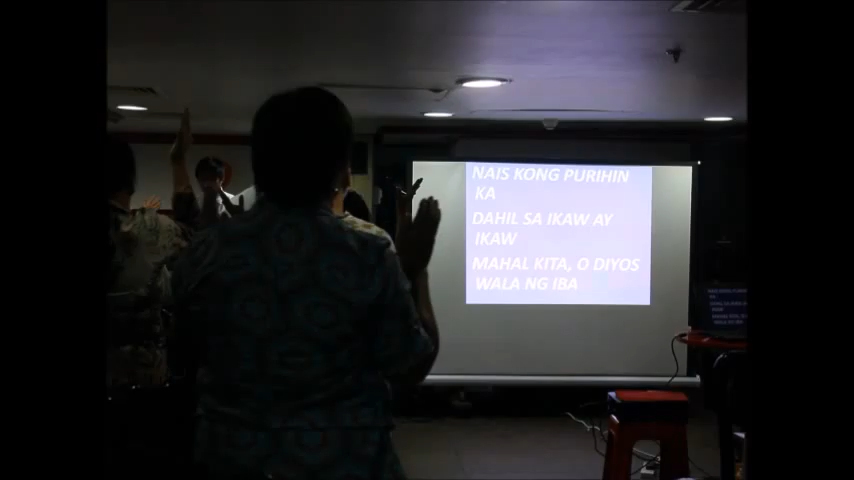 NAIS KONG PURIHIN
KA
DAHIL SA IKAW AY
IKAW
MAHAL KITA, O DIYOS
WALA NG IBA